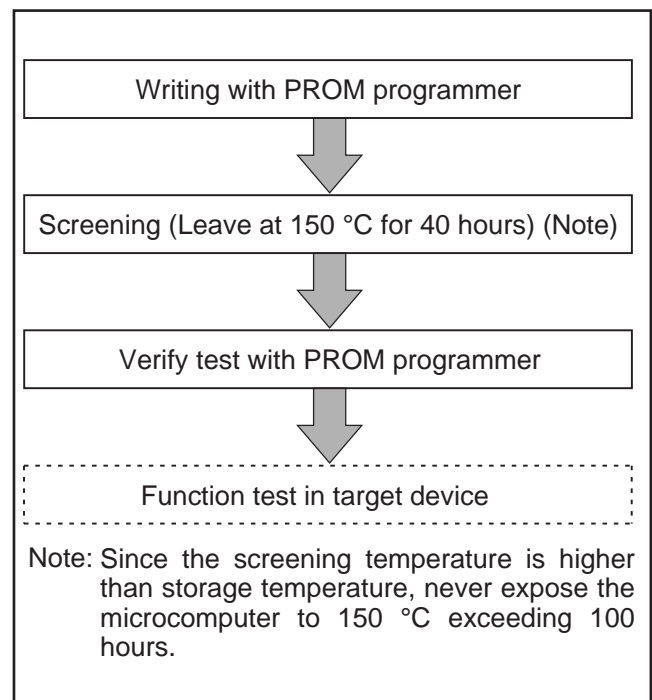 Writing with PROM programmer
Screening (Leave at 150 °C for 40 hours) (Note)
Verify test with PROM programmer
Function test in target device
Note: Since the screening temperature is higher
than storage temperature, never expose the
microcomputer to 150 °C exceeding 100
hours.